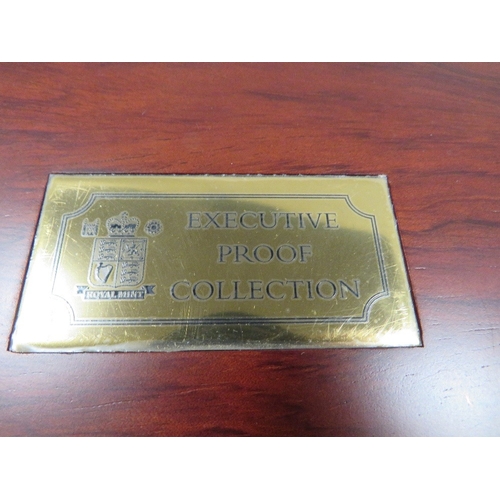 EXECUTIVE
PROOF
COLLECTION
ROYAL MINT